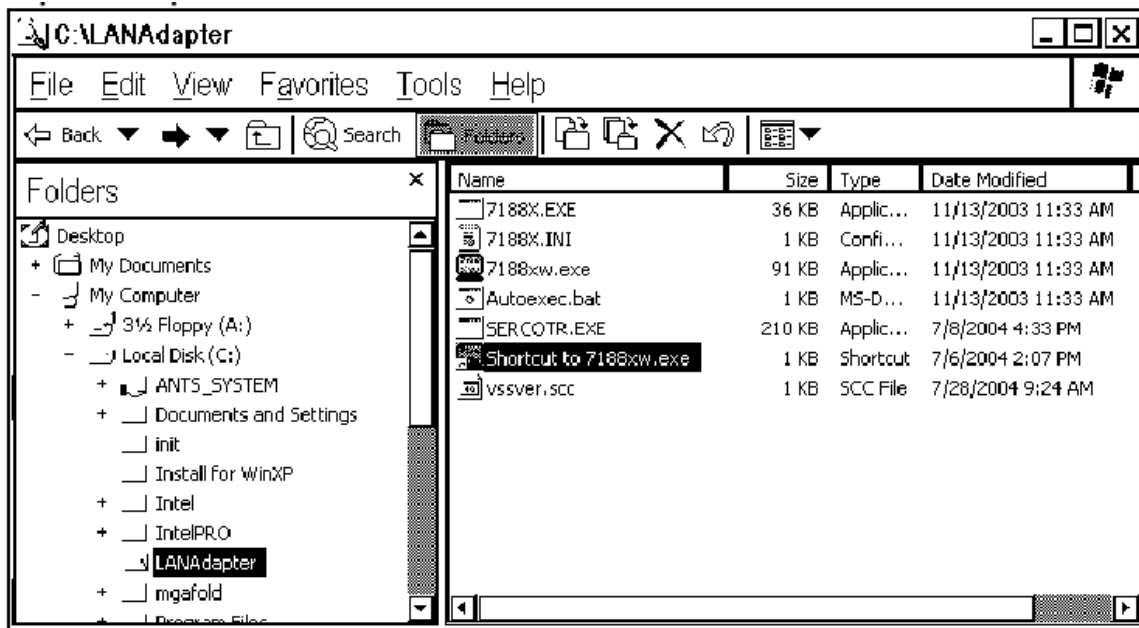 C:\LANAdapter
File Edit View Favorites Tools Help
Back Search Folders
Folders
Desktop
My Documents
My Computer
3½ Floppy (A:)
Local Disk (C:)
ANTS_SYSTEM
Documents and Settings
init
Install for WinXP
Intel
IntelPRO
LANAdapter
mgafold
Program Files
Name Size Type Date Modified
7188X.EXE 36 KB Applic... 11/13/2003 11:33 AM
7188X.INI 1 KB Confi... 11/13/2003 11:33 AM
7188xw.exe 91 KB Applic... 11/13/2003 11:33 AM
Autoexec.bat 1 KB MS-D... 11/13/2003 11:33 AM
SERCOTR.EXE 210 KB Applic... 7/8/2004 4:33 PM
Shortcut to 7188xw.exe 1 KB Shortcut 7/6/2004 2:07 PM
vssver.scc 1 KB SCC File 7/28/2004 9:24 AM